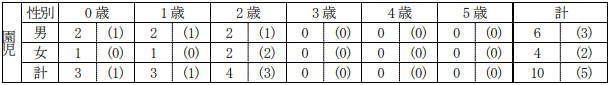 園児 性別 0歳 1歳 2歳 3歳 4歳 5歳 計
男 2 (1) 2 (1) 2 (1) 0 (0) 0 (0) 0 (0) 6 (3)
女 1 (0) 1 (0) 2 (2) 0 (0) 0 (0) 0 (0) 4 (2)
計 3 (1) 3 (1) 4 (3) 0 (0) 0 (0) 0 (0) 10 (5)